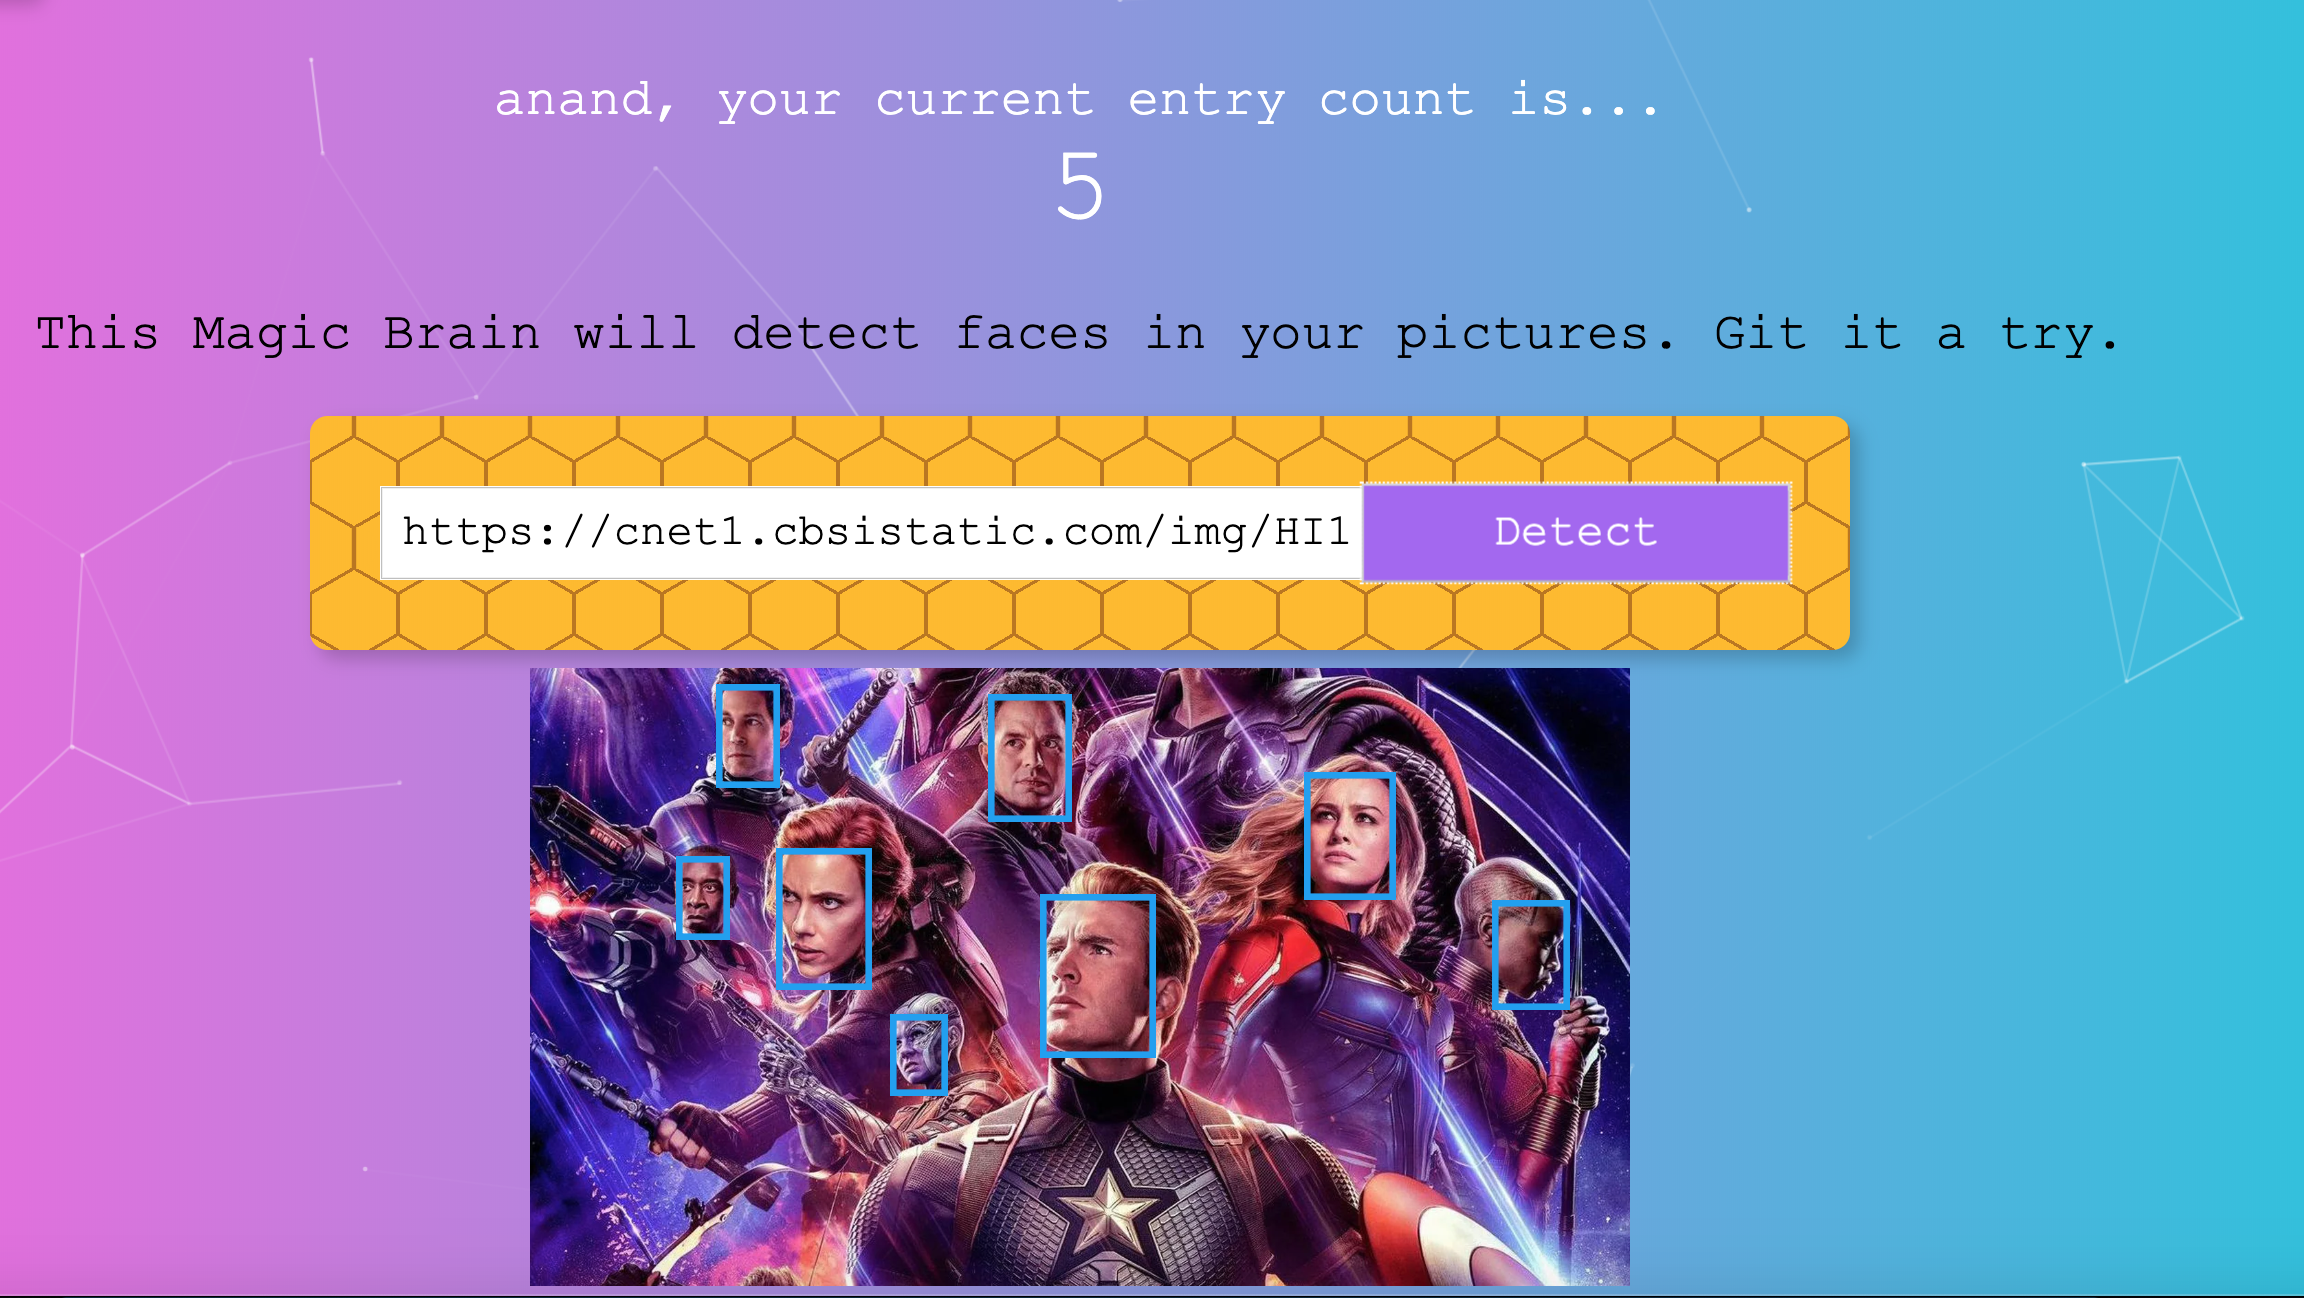 anand, your current entry count is...
5
This Magic Brain will detect faces in your pictures. Git it a try.
https://cnet1.cbsistatic.com/img/HI1
Detect